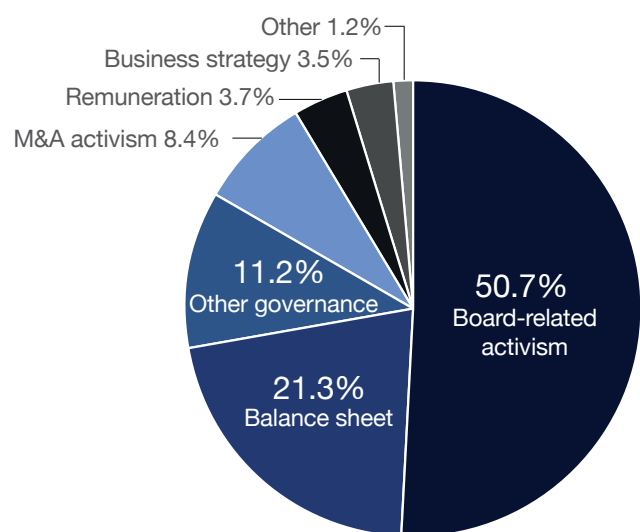 Other 1.2%
Business strategy 3.5%
Remuneration 3.7%
M&A activism 8.4%
11.2%
Other governance
50.7%
Board-related
activism
21.3%
Balance sheet